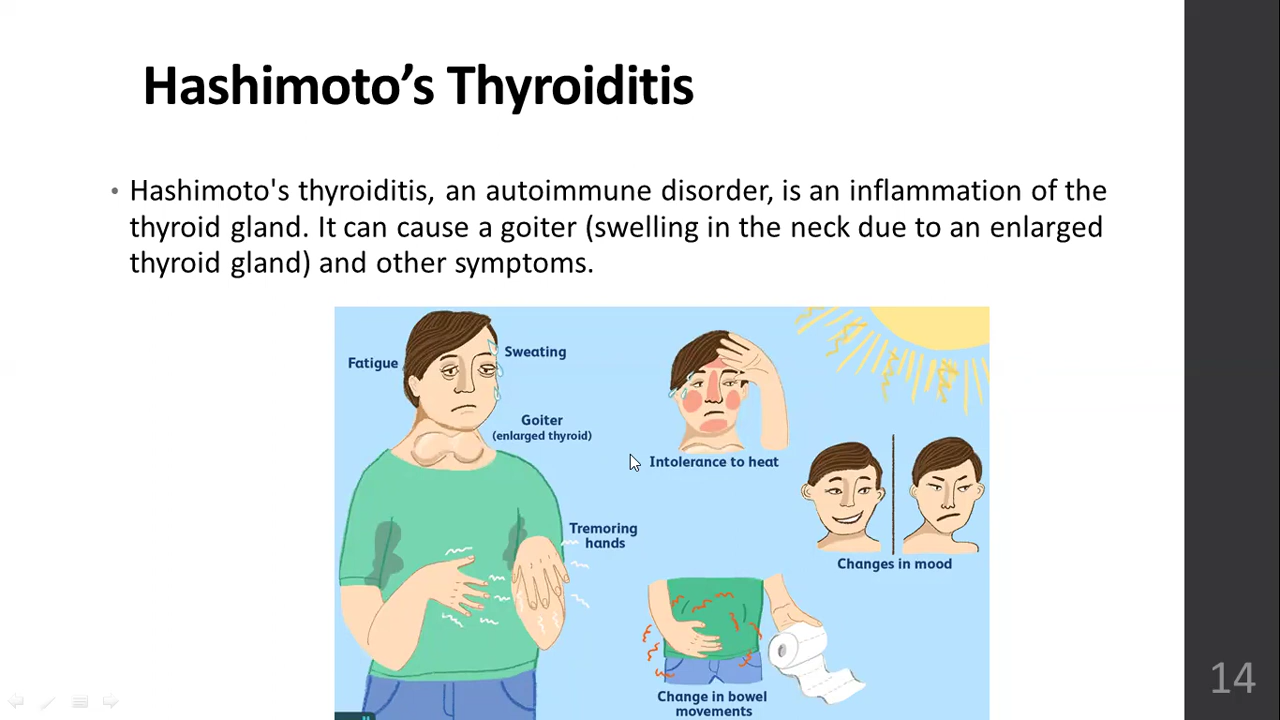 Hashimoto’s Thyroiditis
• Hashimoto's thyroiditis, an autoimmune disorder, is an inflammation of the
thyroid gland. It can cause a goiter (swelling in the neck due to an enlarged
thyroid gland) and other symptoms.
Fatigue
Sweating
Goiter
(enlarged thyroid)
Intolerance to heat
Tremoring
hands
Changes in mood
Change in bowel
movements
14